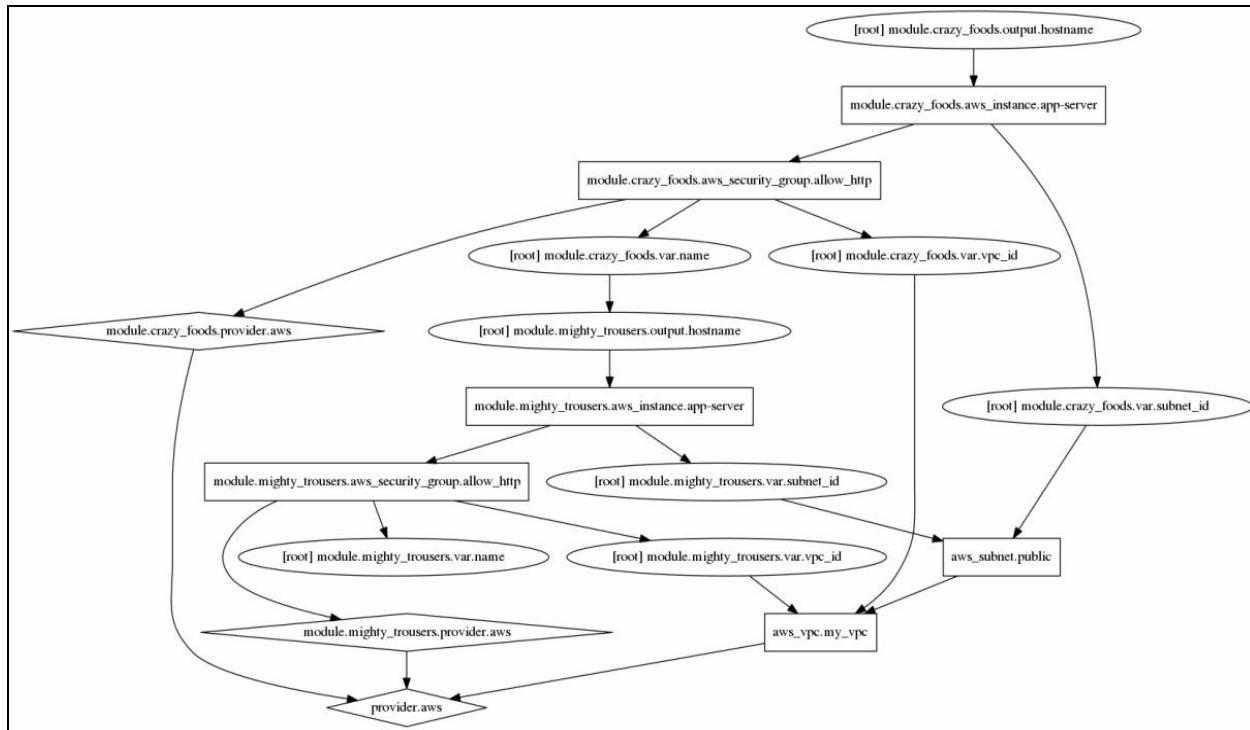 [root] module.crazy_foods.output.hostname
module.crazy_foods.aws_instance.app-server
module.crazy_foods.aws_security_group.allow_http
[root] module.crazy_foods.var.name
[root] module.crazy_foods.var.vpc_id
module.crazy_foods.provider.aws
[root] module.mighty_trousers.output.hostname
module.mighty_trousers.aws_instance.app-server
[root] module.crazy_foods.var.subnet_id
module.mighty_trousers.aws_security_group.allow_http
[root] module.mighty_trousers.var.subnet_id
[root] module.mighty_trousers.var.name
[root] module.mighty_trousers.var.vpc_id
aws_subnet.public
module.mighty_trousers.provider.aws
aws_vpc.my_vpc
provider.aws